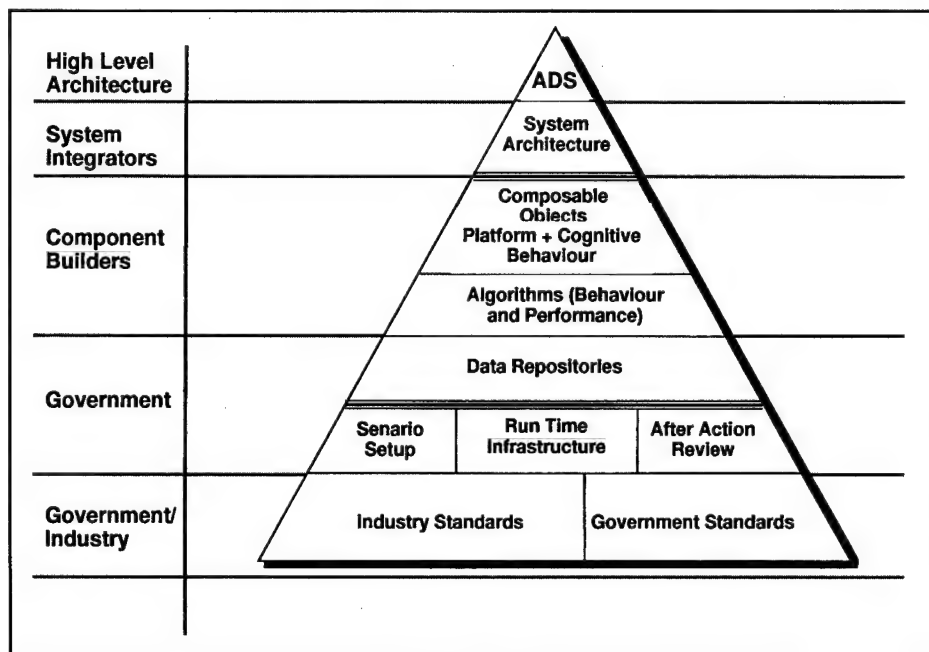 High Level
Architecture
ADS
System
Integrators
System
Architecture
Component
Builders
Composable
Objects
Platform + Cognitive
Behaviour
Algorithms (Behaviour
and Performance)
Government
Data Repositories
Senario
Setup
Run Time
Infrastructure
After Action
Review
Government/
Industry
Industry Standards
Government Standards